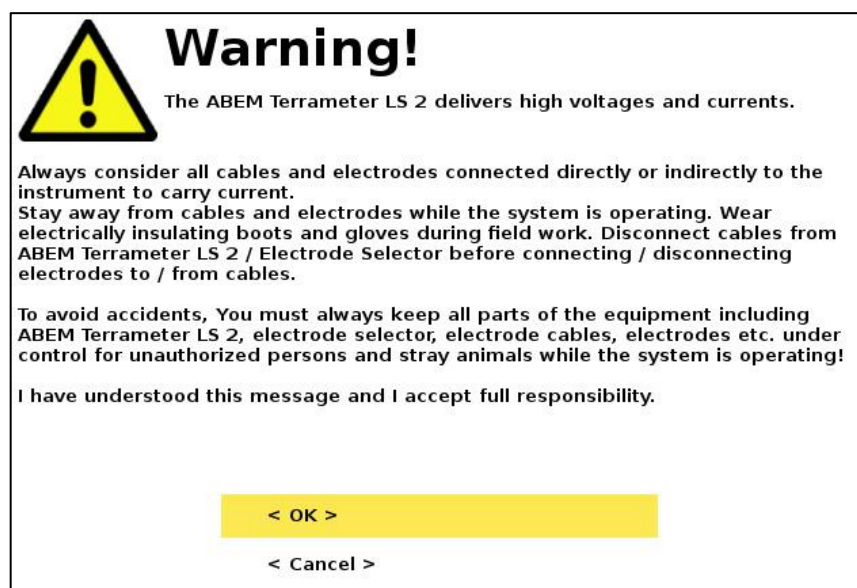 Warning!
The ABEM Terrameter LS 2 delivers high voltages and currents.
Always consider all cables and electrodes connected directly or indirectly to the
instrument to carry current.
Stay away from cables and electrodes while the system is operating. Wear
electrically insulating boots and gloves during field work. Disconnect cables from
ABEM Terrameter LS 2 / Electrode Selector before connecting / disconnecting
electrodes to / from cables.
To avoid accidents, You must always keep all parts of the equipment including
ABEM Terrameter LS 2, electrode selector, electrode cables, electrodes etc. under
control for unauthorized persons and stray animals while the system is operating!
I have understood this message and I accept full responsibility.
< OK >
< Cancel >